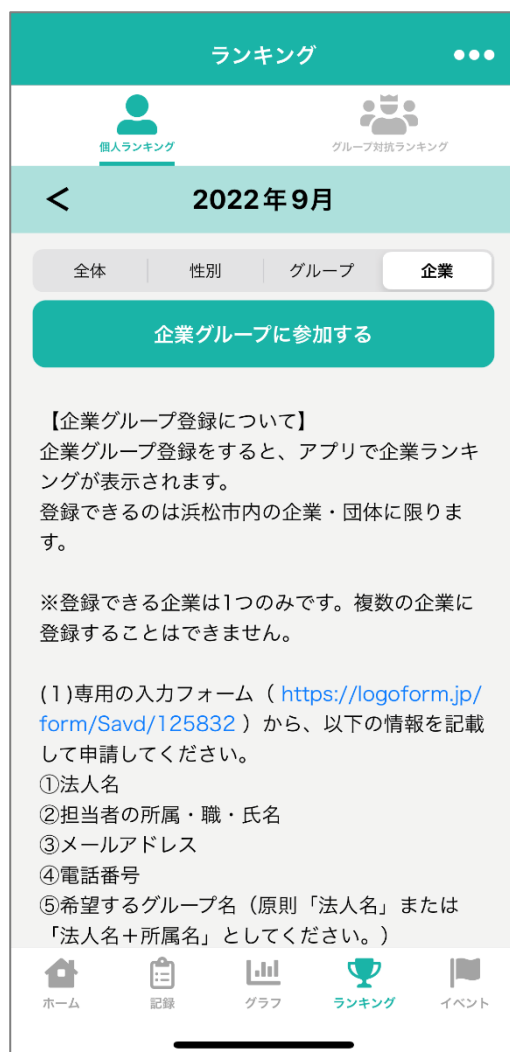 ランキング
個人ランキング
グループ対抗ランキング
2022年9月
全体
性別
グループ
企業
企業グループに参加する
【企業グループ登録について】
企業グループ登録をすると、アプリで企業ランキ
ングが表示されます。
登録できるのは浜松市内の企業・団体に限りま
す。
※登録できる企業は1つのみです。複数の企業に
登録することはできません。
(1)専用の入力フォーム（ https://logoform.jp/
form/Savd/125832 ）から、以下の情報を記載
して申請してください。
①法人名
②担当者の所属・職・氏名
③メールアドレス
④電話番号
⑤希望するグループ名（原則「法人名」または
「法人名＋所属名」としてください。）
ホーム
記録
グラフ
ランキング
イベント